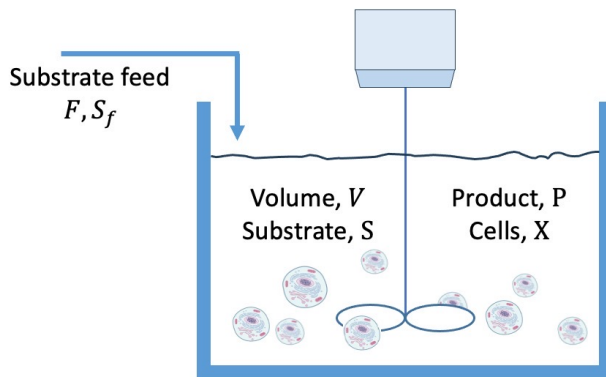 Substrate feed
F, S_f
Volume, V
Substrate, S
Product, P
Cells, X